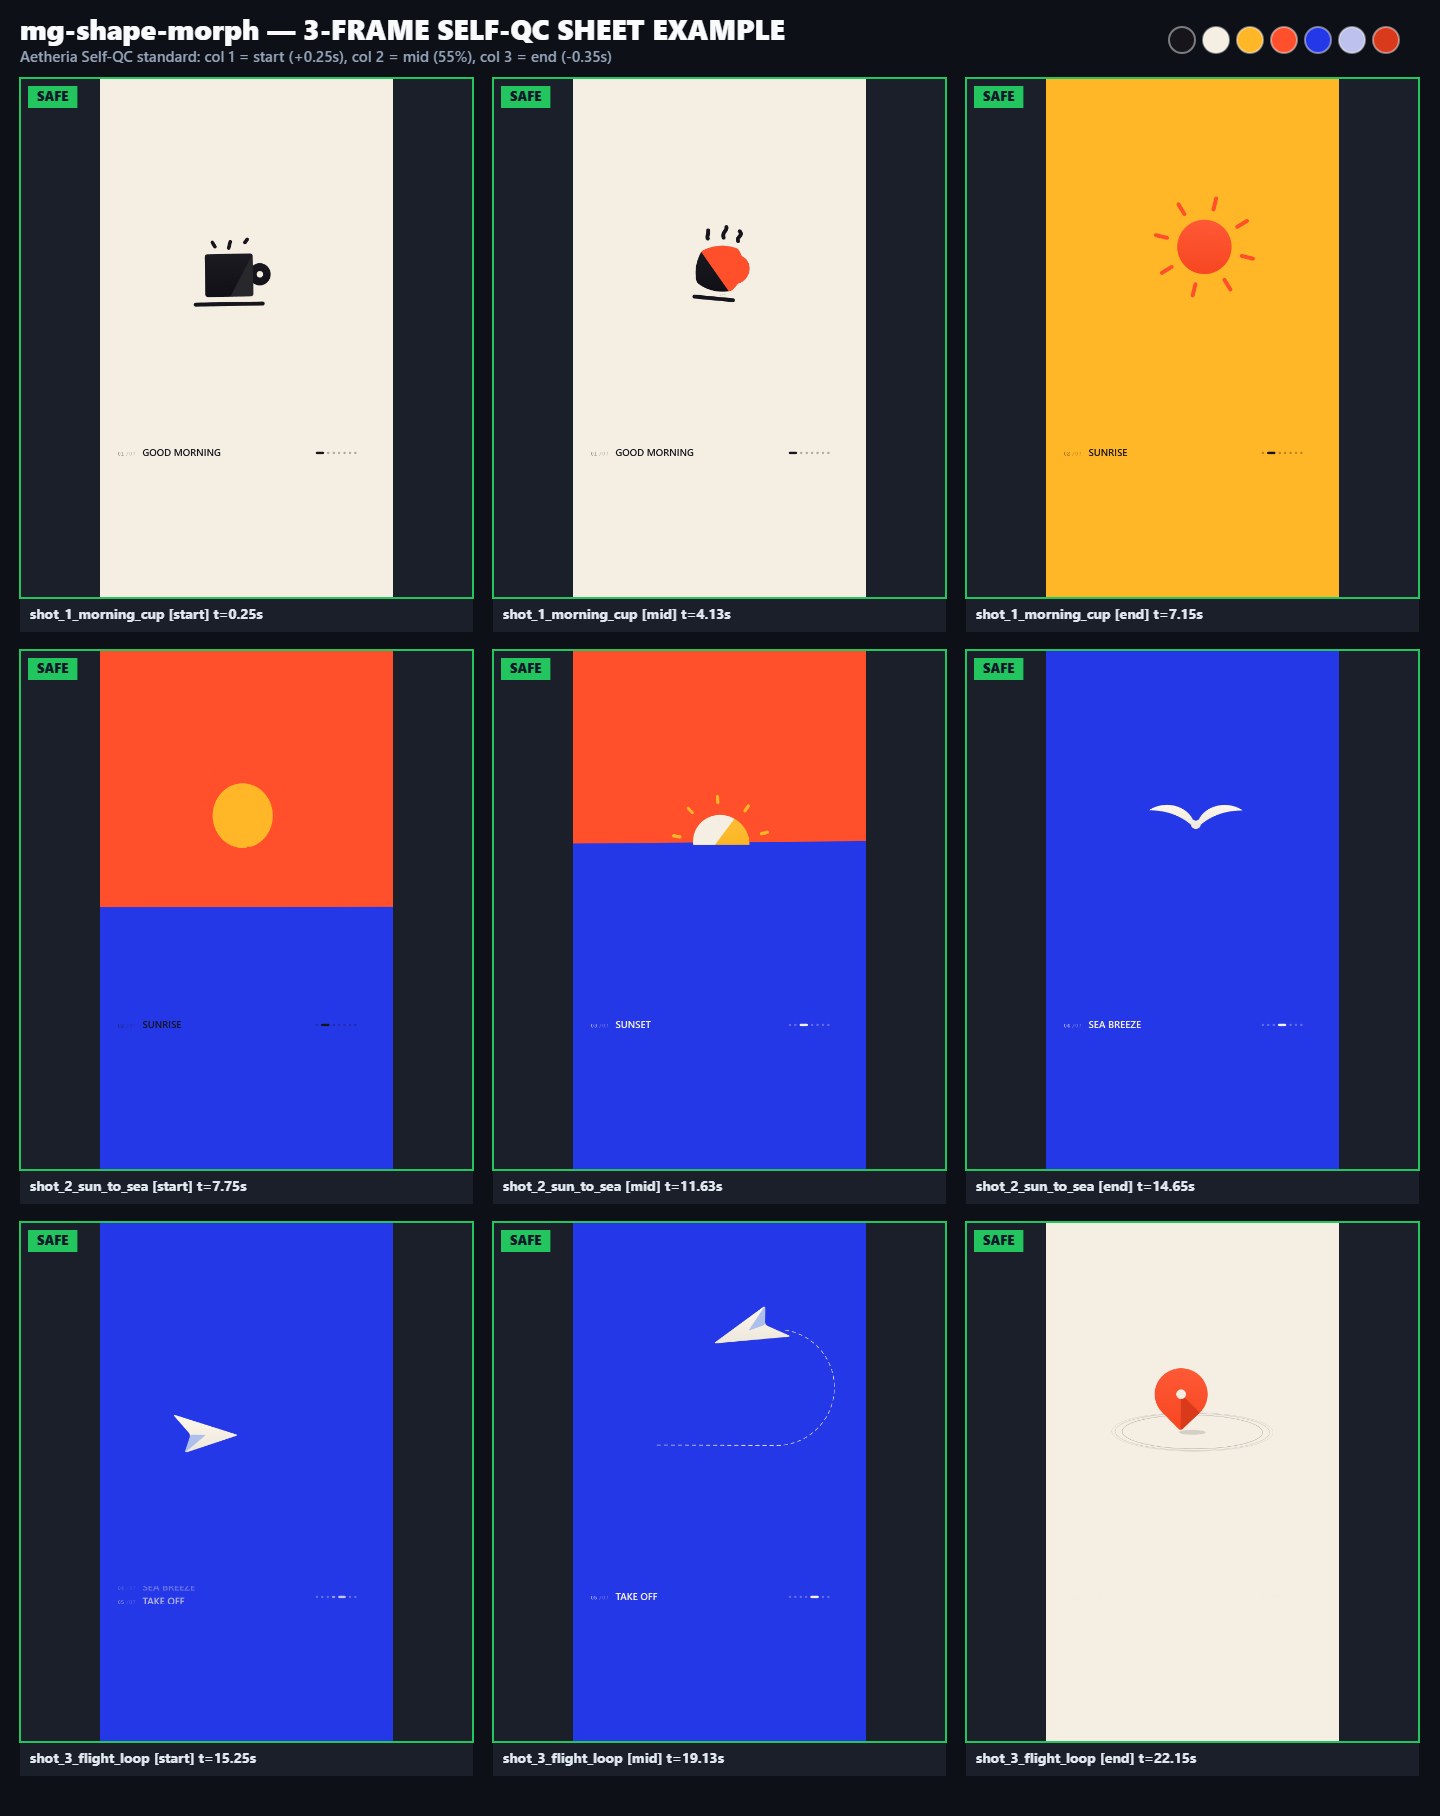 mg-shape-morph — 3-FRAME SELF-QC SHEET EXAMPLE
Aetheria Self-QC standard: col 1 = start (+0.25s), col 2 = mid (55%), col 3 = end (-0.35s)
SAFE
SAFE
SAFE
GOOD MORNING
GOOD MORNING
SUNRISE
shot_1_morning_cup [start] t=0.25s
shot_1_morning_cup [mid] t=4.13s
shot_1_morning_cup [end] t=7.15s
SAFE
SAFE
SAFE
SUNRISE
SUNSET
SEA BREEZE
shot_2_sun_to_sea [start] t=7.75s
shot_2_sun_to_sea [mid] t=11.63s
shot_2_sun_to_sea [end] t=14.65s
SAFE
SAFE
SAFE
SEA BREEZE
TAKE OFF
TAKE OFF
shot_3_flight_loop [start] t=15.25s
shot_3_flight_loop [mid] t=19.13s
shot_3_flight_loop [end] t=22.15s